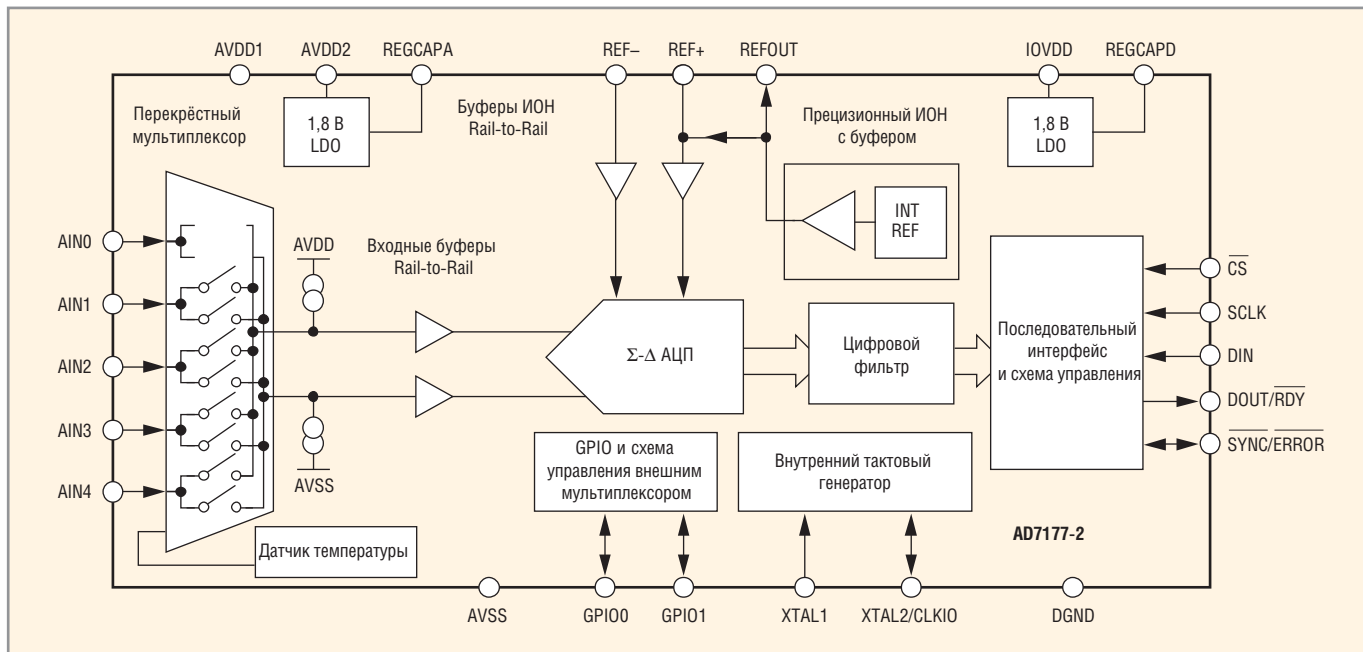 AVDD1
AVDD2
REGCAPA
REF–
REF+
REFOUT
IOVDD
REGCAPD
Перекрёстный
мультиплексор
1,8 В
LDO
Буферы ИОН
Rail-to-Rail
Прецизионный ИОН
с буфером
1,8 В
LDO
INT
REF
AIN0
AIN1
AIN2
AIN3
AIN4
AVDD
Входные буферы
Rail-to-Rail
AVSS
Σ-Δ АЦП
Цифровой
фильтр
Последовательный
интерфейс
и схема управления
CS
SCLK
DIN
DOUT/RDY
SYNC/ERROR
GPIO и схема
управления внешним
мультиплексором
Внутренний тактовый
генератор
Датчик температуры
AD7177-2
AVSS
GPIO0
GPIO1
XTAL1
XTAL2/CLKIO
DGND